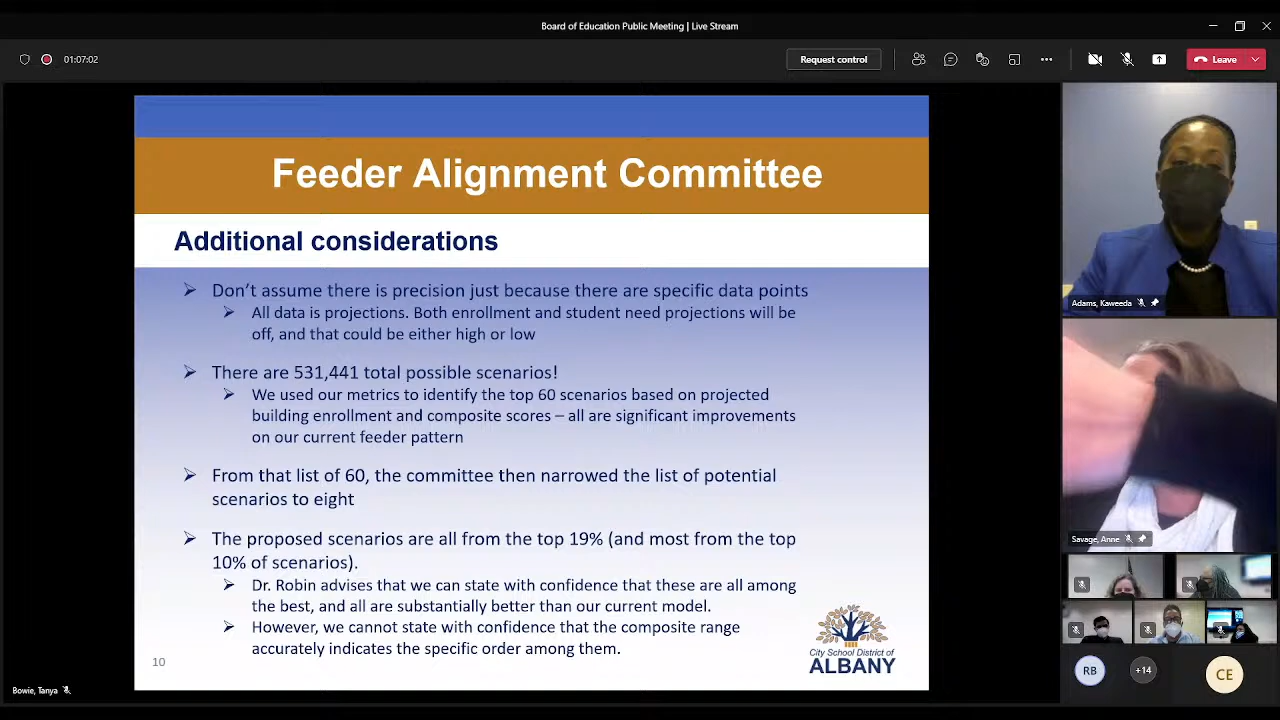 Board of Education Public Meeting | Live Stream
01:07:02
Request control
Leave
Feeder Alignment Committee
Additional considerations
Don't assume there is precision just because there are specific data points
All data is projections. Both enrollment and student need projections will be
off, and that could be either high or low
There are 531,441 total possible scenarios!
We used our metrics to identify the top 60 scenarios based on projected
building enrollment and composite scores – all are significant improvements
on our current feeder pattern
From that list of 60, the committee then narrowed the list of potential
scenarios to eight
The proposed scenarios are all from the top 19% (and most from the top
10% of scenarios).
Dr. Robin advises that we can state with confidence that these are all among
the best, and all are substantially better than our current model.
However, we cannot state with confidence that the composite range
accurately indicates the specific order among them.
10
City School District of
ALBANY
Bowie, Tanya
Adams, Kaweeda
Savage, Anne
RB
+14
CE